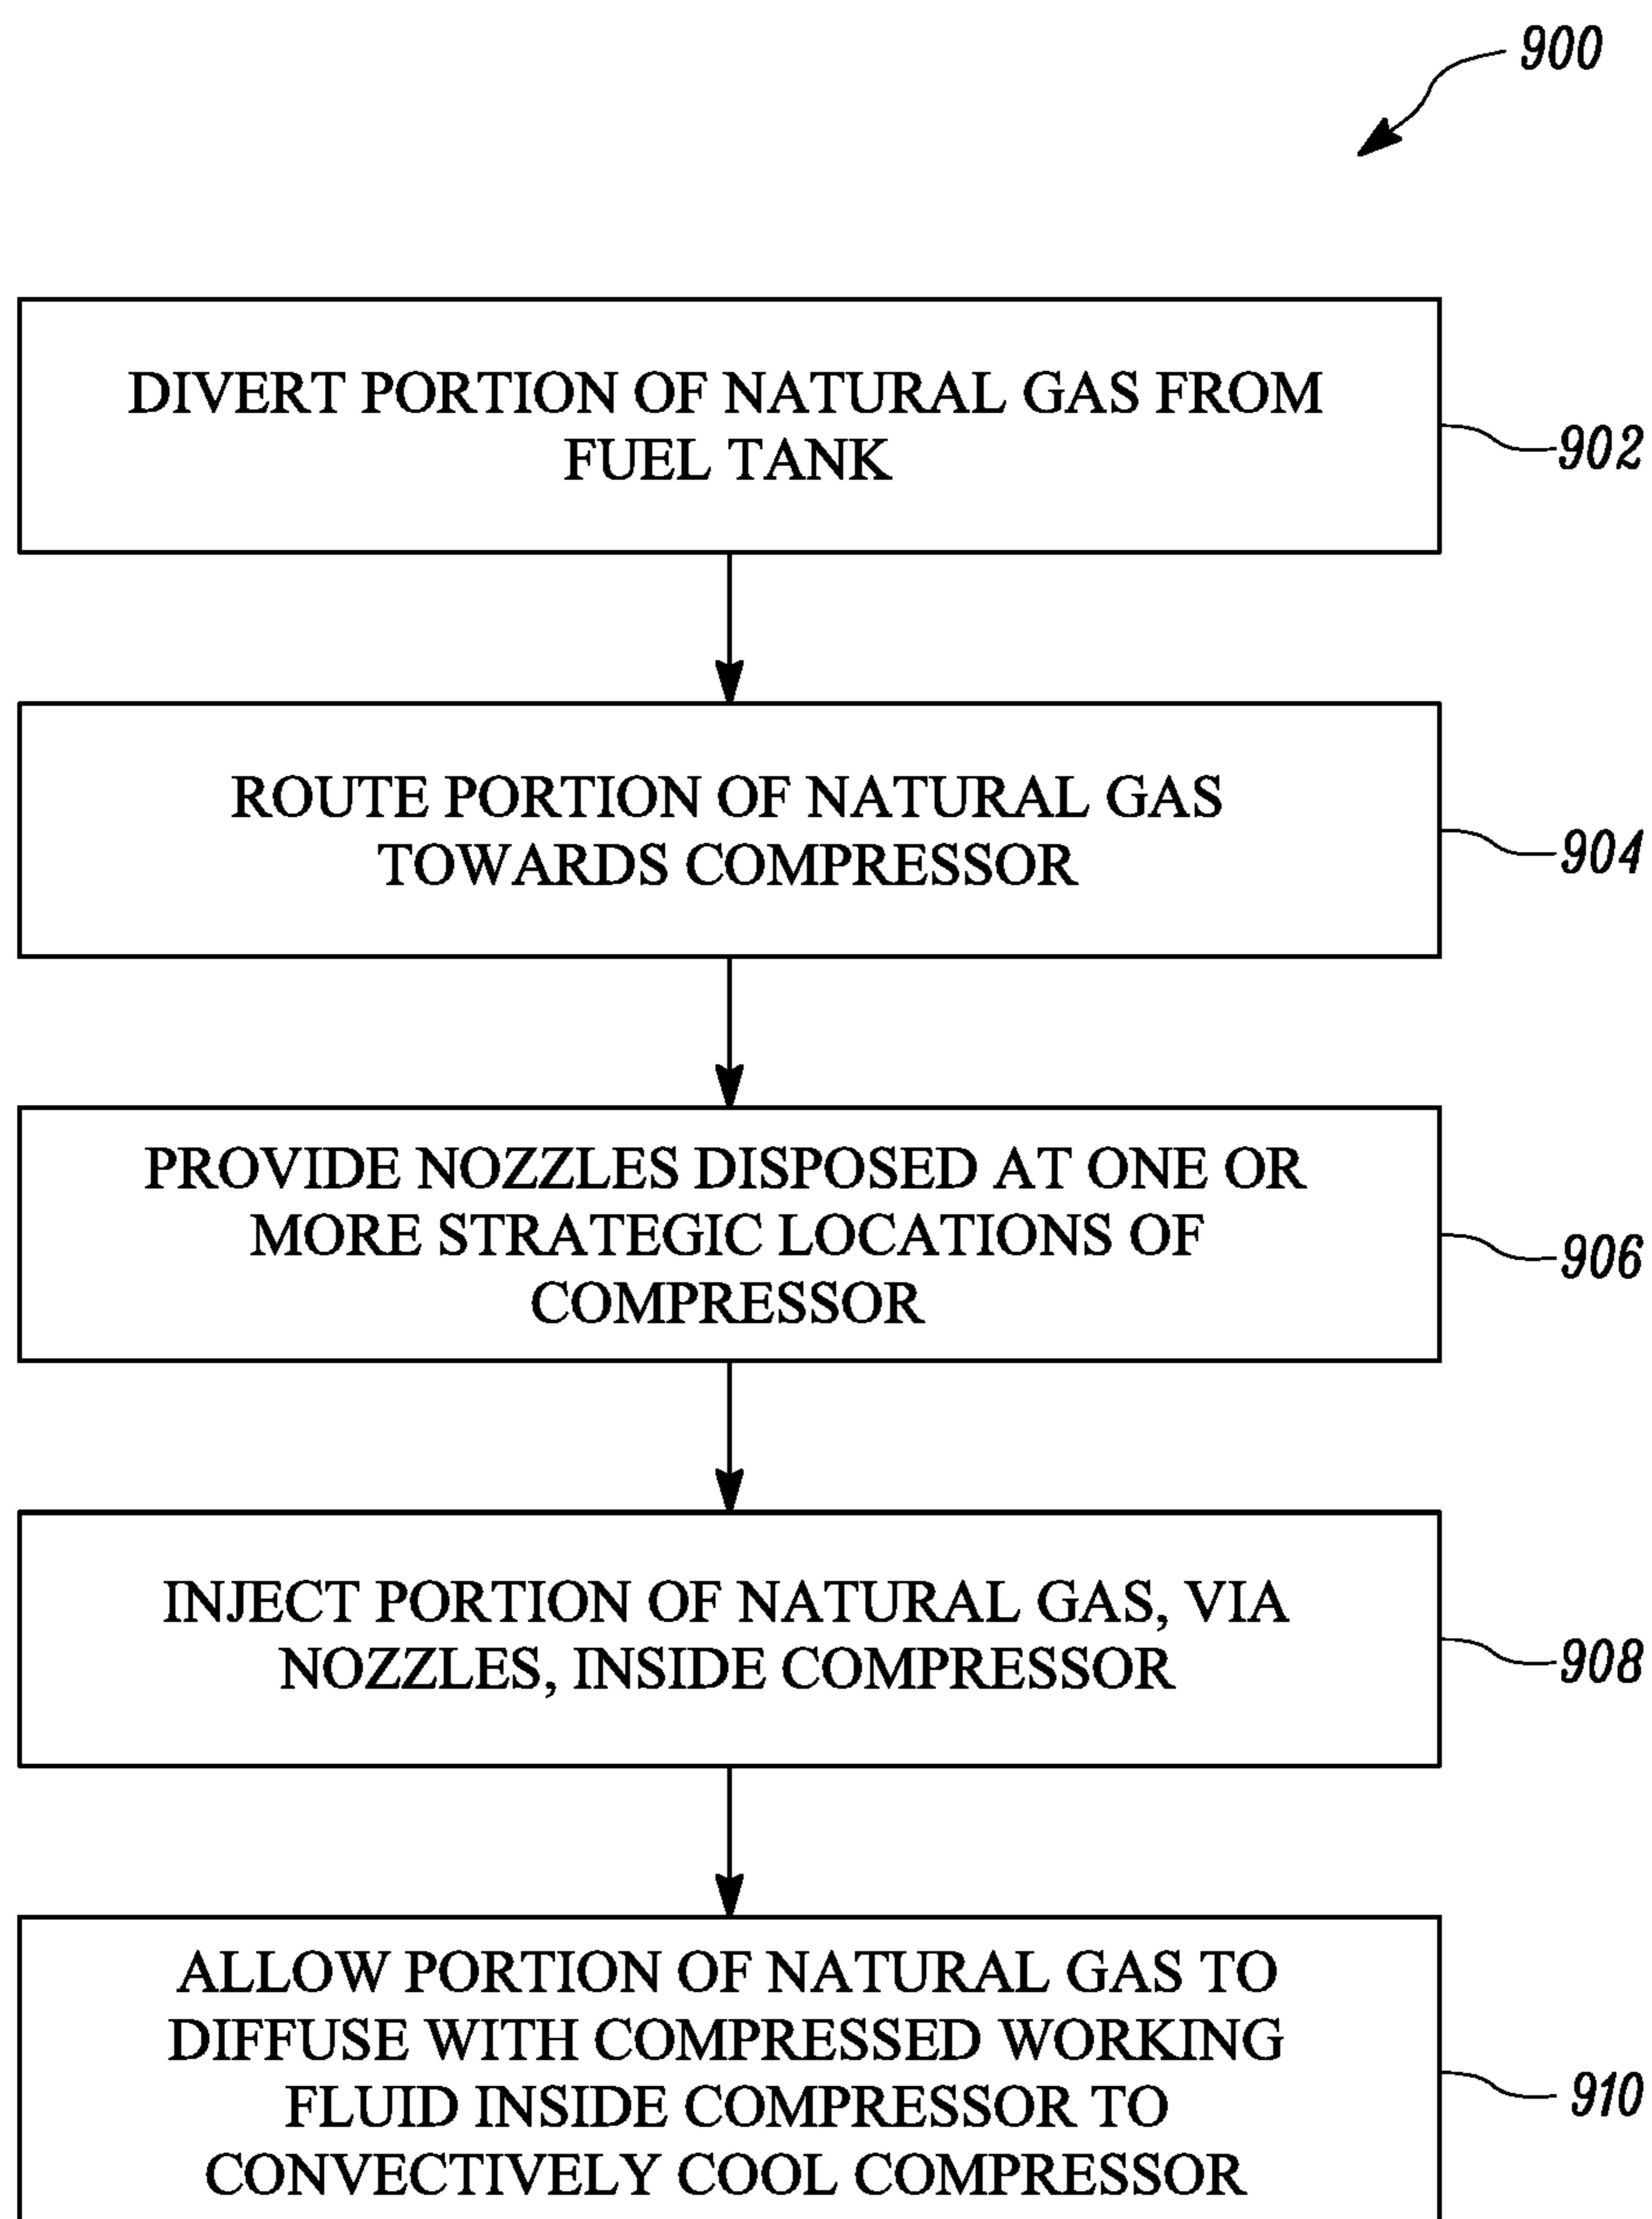 900
DIVERT PORTION OF NATURAL GAS FROM
FUEL TANK
902
ROUTE PORTION OF NATURAL GAS
TOWARDS COMPRESSOR
904
PROVIDE NOZZLES DISPOSED AT ONE OR
MORE STRATEGIC LOCATIONS OF
COMPRESSOR
906
INJECT PORTION OF NATURAL GAS, VIA
NOZZLES, INSIDE COMPRESSOR
908
ALLOW PORTION OF NATURAL GAS TO
DIFFUSE WITH COMPRESSED WORKING
FLUID INSIDE COMPRESSOR TO
CONVECTIVELY COOL COMPRESSOR
910